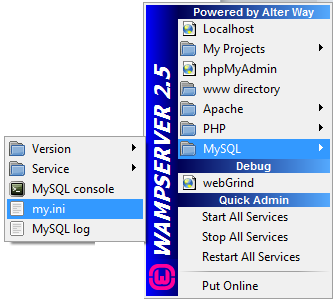 Powered by Alter Way
Localhost
My Projects
phpMyAdmin
www directory
Apache
PHP
MySQL
Version
Service
MySQL console
my.ini
MySQL log
Debug
webGrind
Quick Admin
Start All Services
Stop All Services
Restart All Services
Put Online
WAMPSERVER 2.5